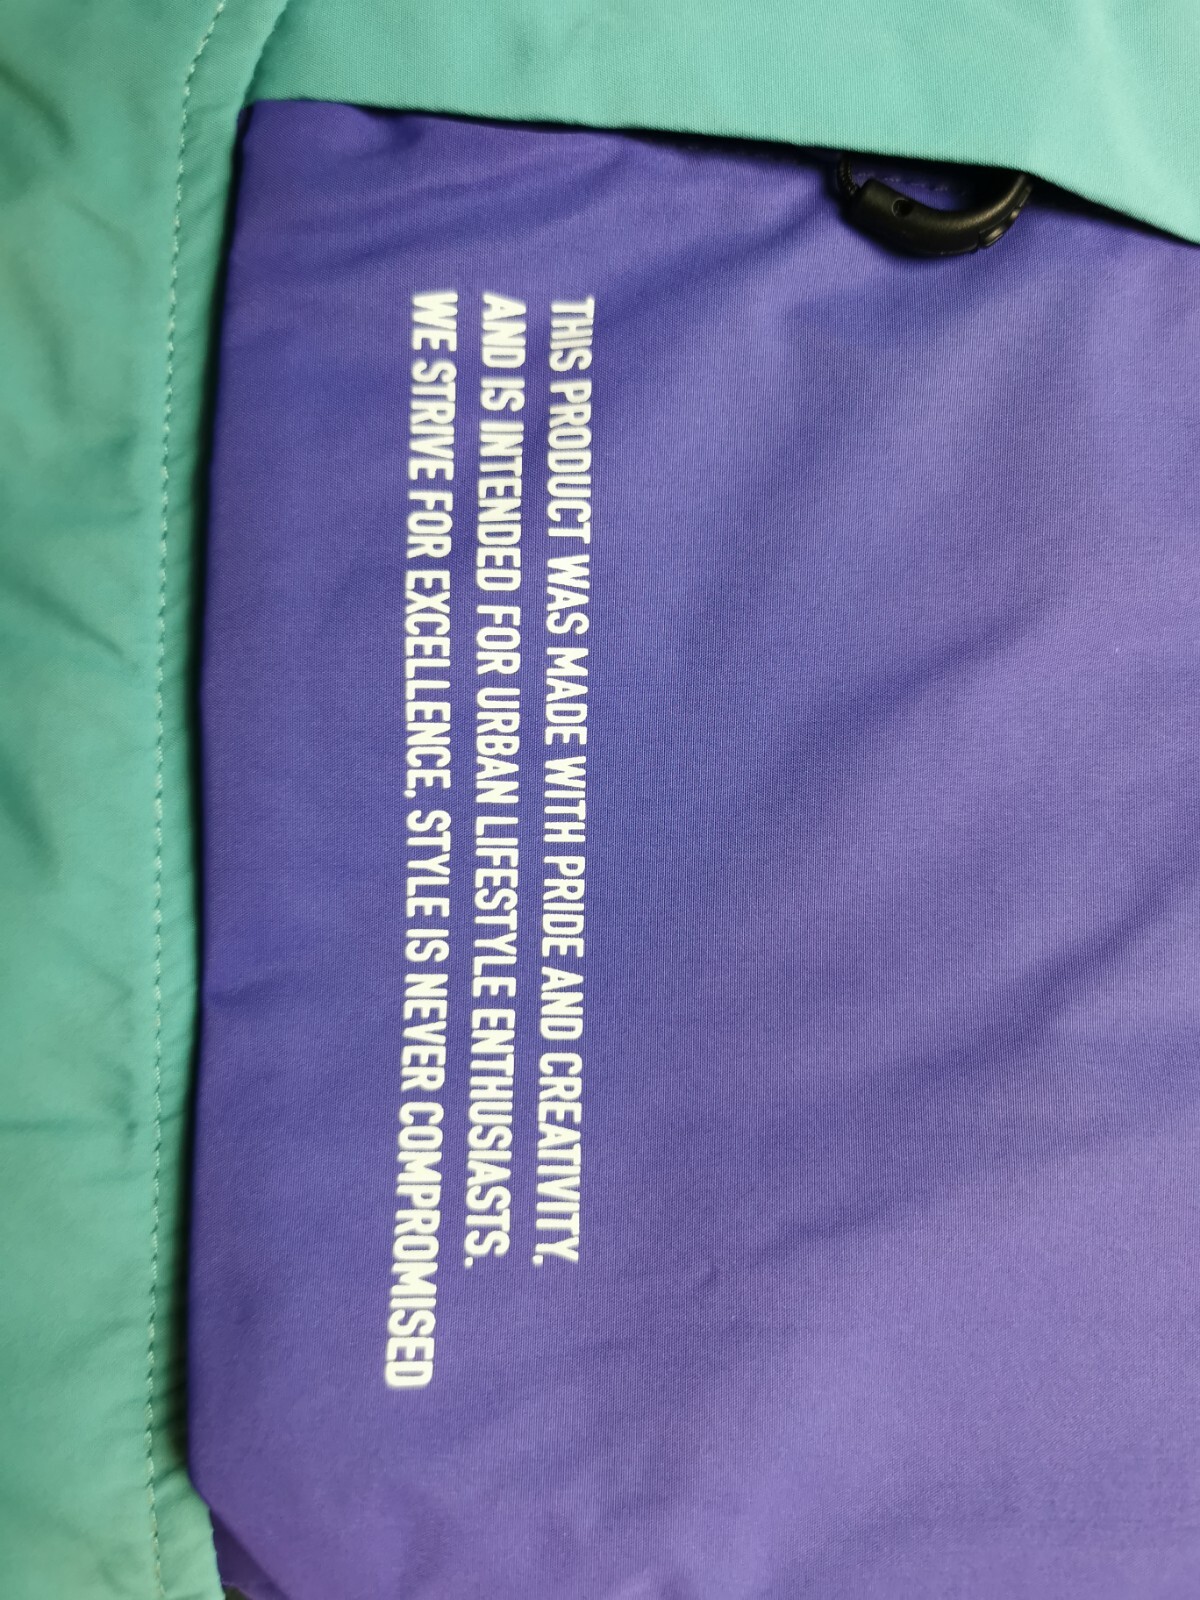 THIS PRODUCT WAS MADE WITH PRIDE AND CREATIVITY.
AND IS INTENDED FOR URBAN LIFESTYLE ENTHUSIASTS.
WE STRIVE FOR EXCELLENCE, STYLE IS NEVER COMPROMISED